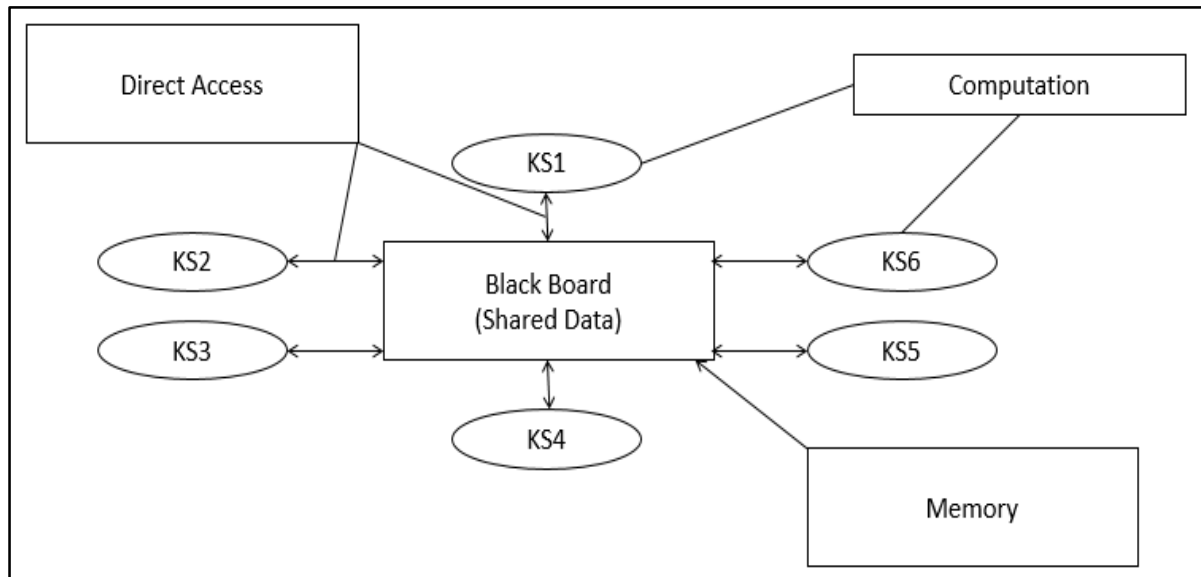 Direct Access
Computation
KS1
KS2
KS6
Black Board
(Shared Data)
KS3
KS5
KS4
Memory